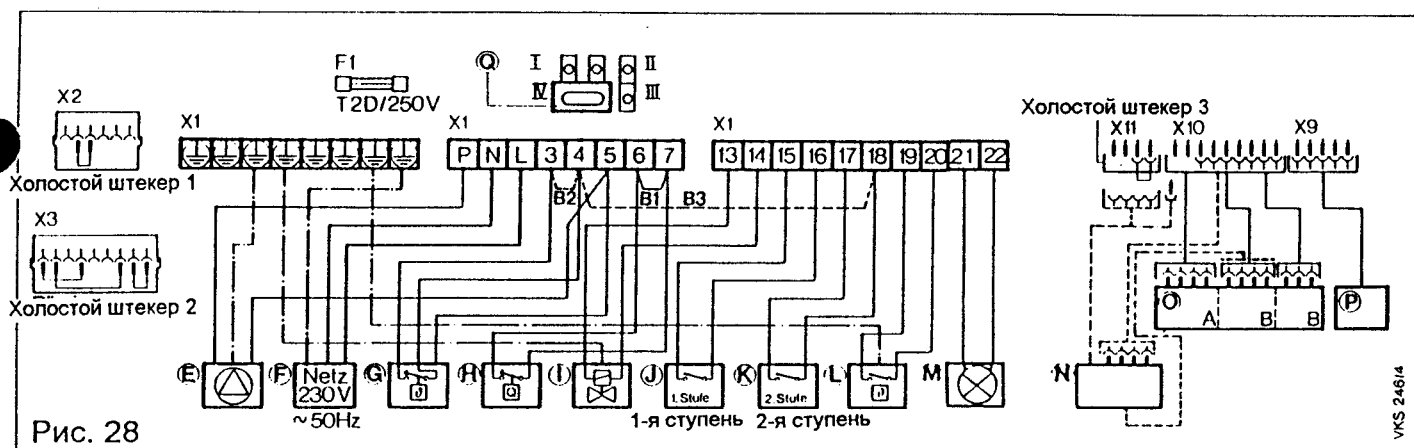 F1
T2D/250V
Q I II
IV III
X2
Холостой штекер 1
X3
Холостой штекер 2
X1
X1
P N L 3 4 5 6 7
X1
13 14 15 16 17 18 19 20 21 22
B2 B1 B3
Холостой штекер 3
X11 X10 X9
O A B B
P
N
E
F Netz 230V
~50Hz
G
H
I
J 1. Stufe
1-я ступень
K 2. Stufe
2-я ступень
L
M
Рис. 28
VKS 246/4